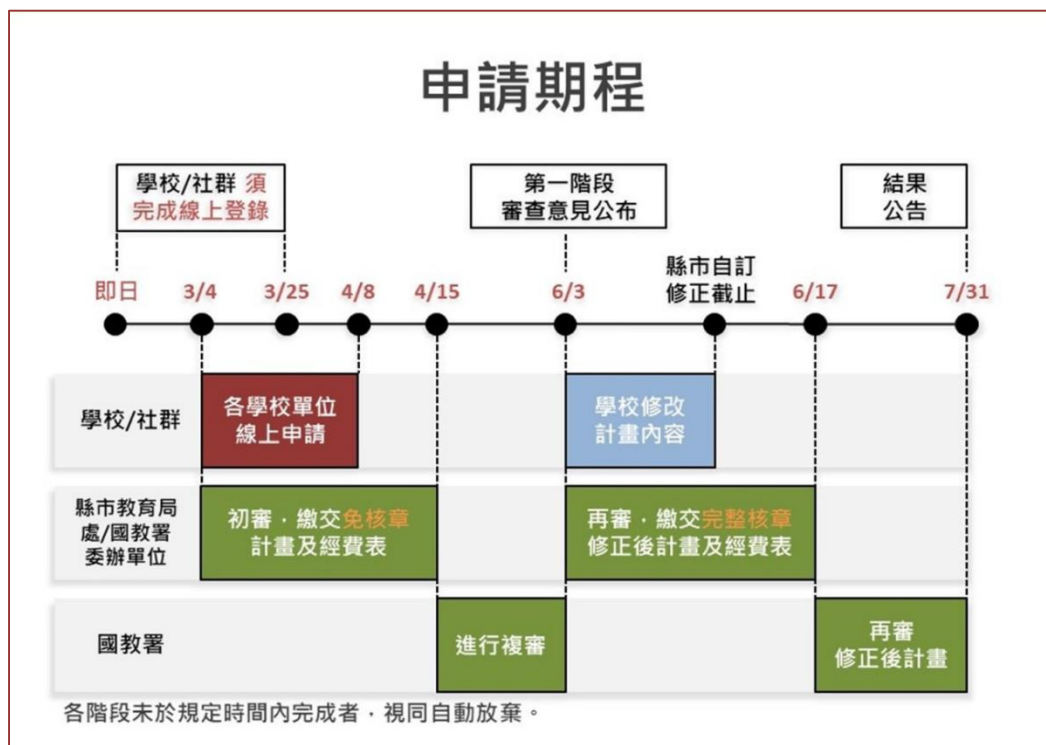 申請期程
學校/社群 須
完成線上登錄
第一階段
審查意見公布
結果
公告
縣市自訂
修正截止
即日
3/4
3/25
4/8
4/15
6/3
6/17
7/31
學校/社群
各學校單位
線上申請
學校修改
計畫內容
縣市教育局
處/國教署
委辦單位
初審，繳交免核章
計畫及經費表
再審，繳交完整核章
修正後計畫及經費表
國教署
進行複審
再審
修正後計畫
各階段未於規定時間內完成者，視同自動放棄。